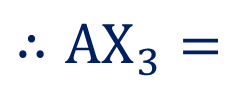 ∴ AX₃ =